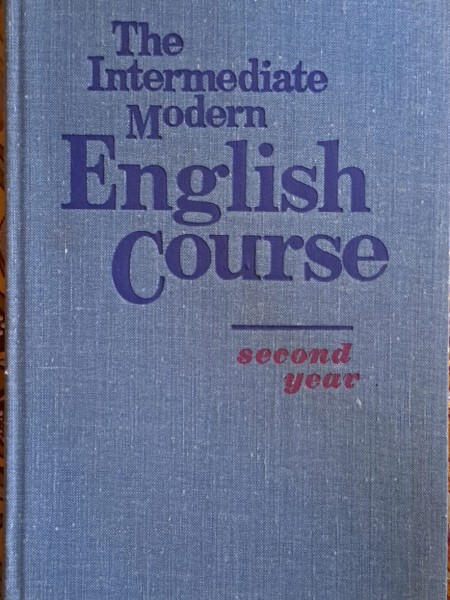 The
Intermediate
Modern
English
Course
second
year